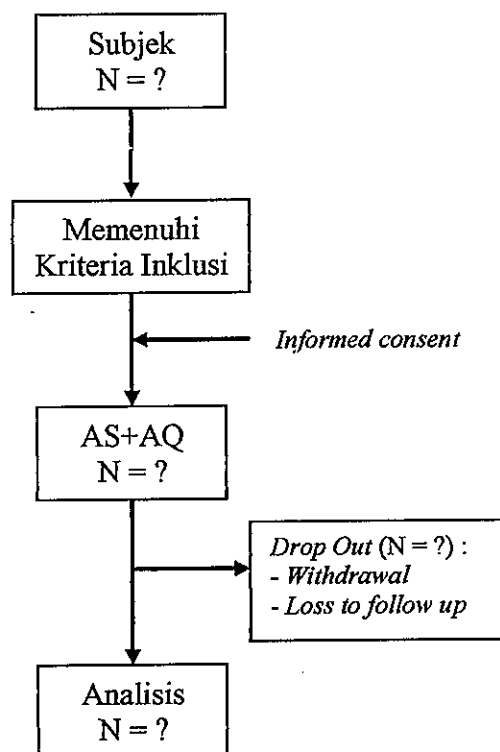 Subjek
N = ?
Memenuhi
Kriteria Inklusi
Informed consent
AS+AQ
N = ?
Drop Out (N = ?) :
- Withdrawal
- Loss to follow up
Analisis
N = ?